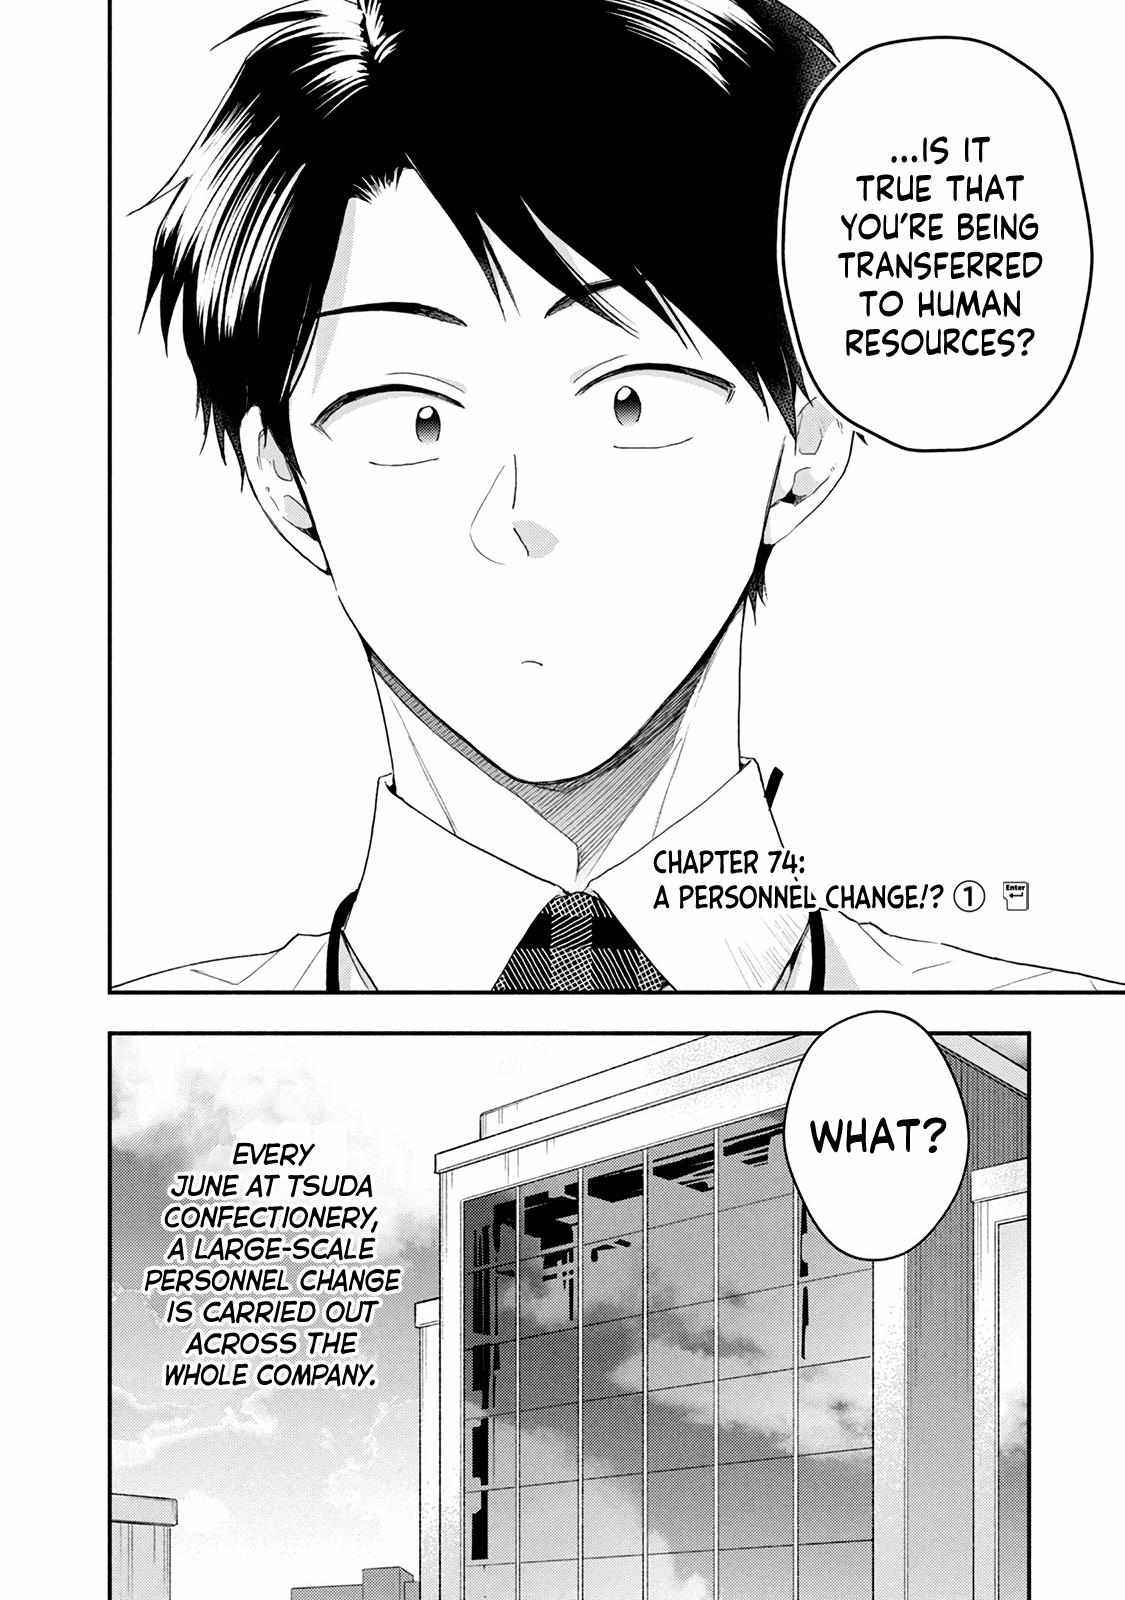 ...IS IT
TRUE THAT
YOU'RE BEING
TRANSFERRED
TO HUMAN
RESOURCES?
CHAPTER 74:
A PERSONNEL CHANGE!? ①
Enter
WHAT?
EVERY
JUNE AT TSUDA
CONFECTIONERY,
A LARGE-SCALE
PERSONNEL CHANGE
IS CARRIED OUT
ACROSS THE
WHOLE COMPANY.